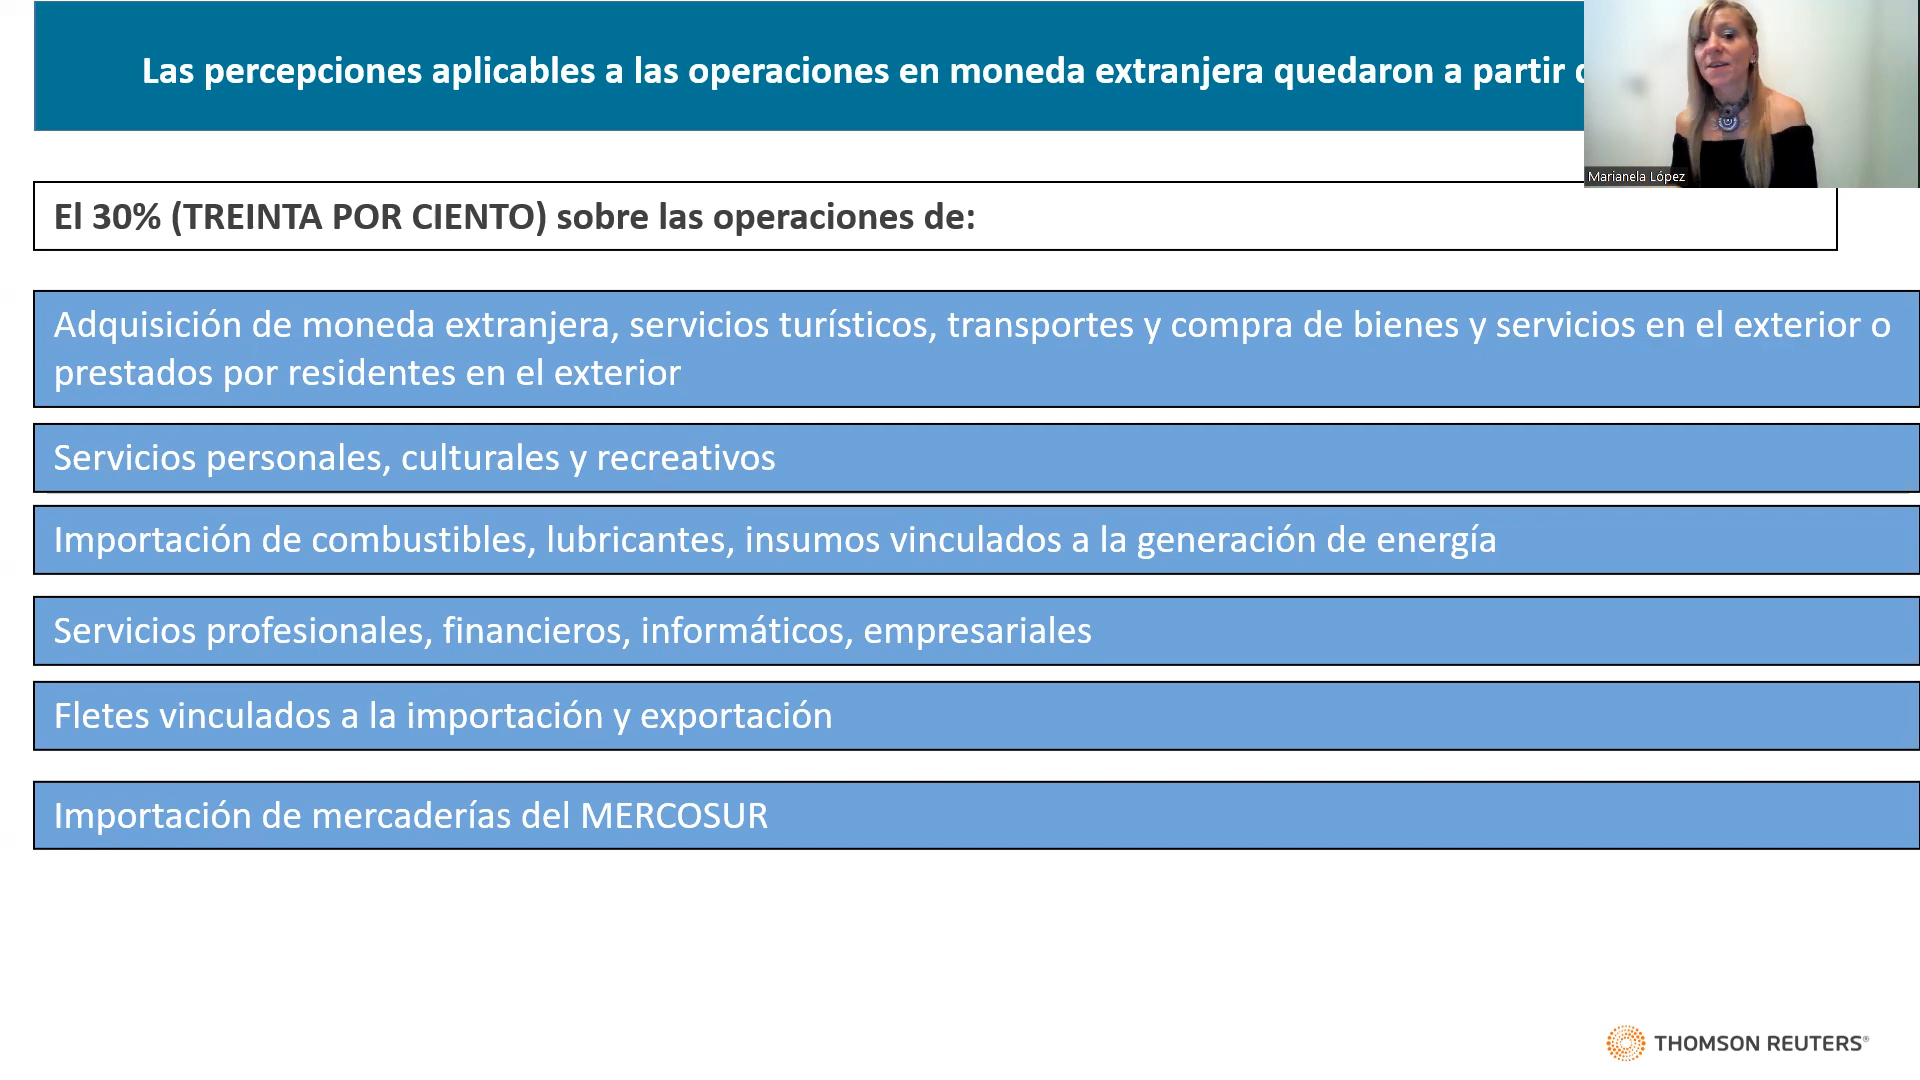 Las percepciones aplicables a las operaciones en moneda extranjera quedaron a partir
Marianela López
El 30% (TREINTA POR CIENTO) sobre las operaciones de:
Adquisición de moneda extranjera, servicios turísticos, transportes y compra de bienes y servicios en el exterior o
prestados por residentes en el exterior
Servicios personales, culturales y recreativos
Importación de combustibles, lubricantes, insumos vinculados a la generación de energía
Servicios profesionales, financieros, informáticos, empresariales
Fletes vinculados a la importación y exportación
Importación de mercaderías del MERCOSUR
THOMSON REUTERS®